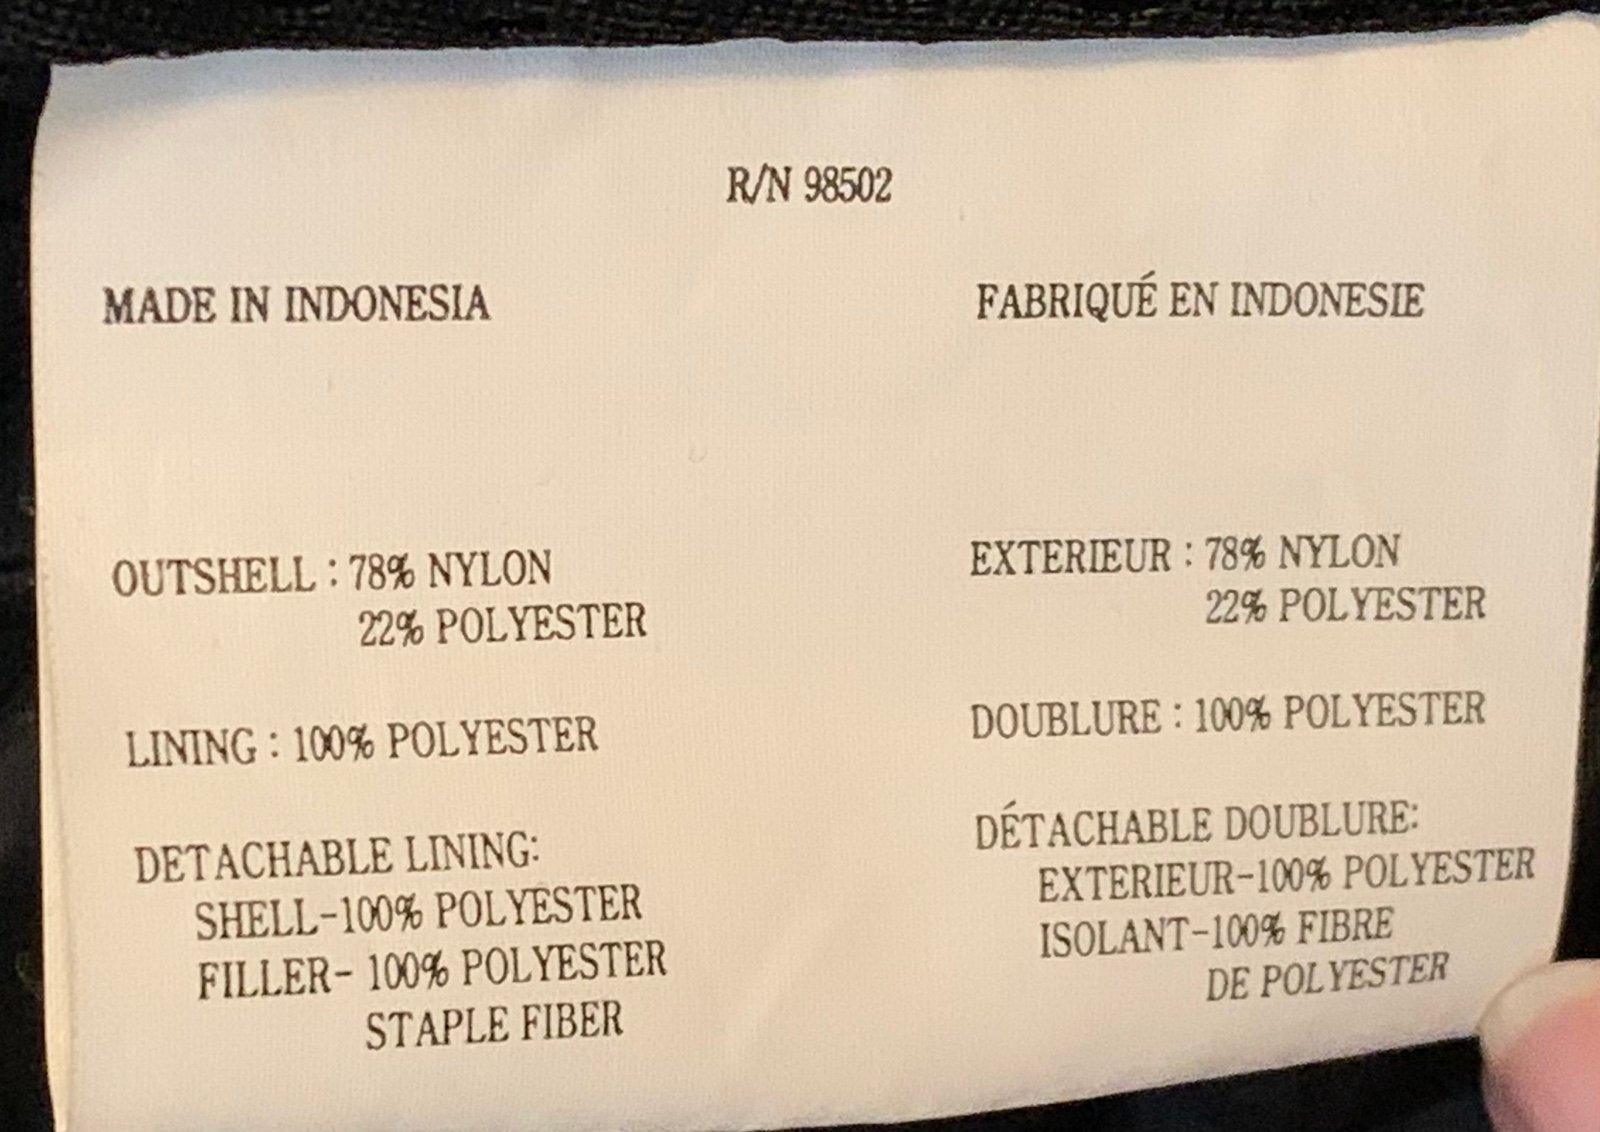 R/N 98502
MADE IN INDONESIA
OUTSHELL : 78% NYLON
22% POLYESTER
LINING : 100% POLYESTER
DETACHABLE LINING:
SHELL-100% POLYESTER
FILLER- 100% POLYESTER
STAPLE FIBER
FABRIQUÉ EN INDONESIE
EXTERIEUR : 78% NYLON
22% POLYESTER
DOUBLURE : 100% POLYESTER
DÉTACHABLE DOUBLURE:
EXTERIEUR-100% POLYESTER
ISOLANT-100% FIBRE
DE POLYESTER